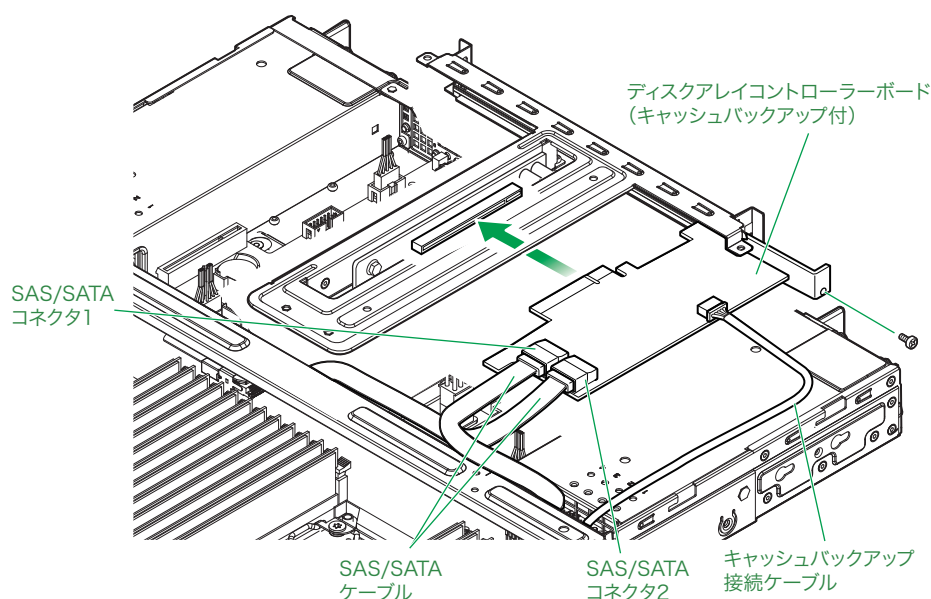 ディスクアレイコントローラーボード
（キャッシュバックアップ付）
SAS/SATA
コネクタ1
SAS/SATA
ケーブル
SAS/SATA
コネクタ2
キャッシュバックアップ
接続ケーブル